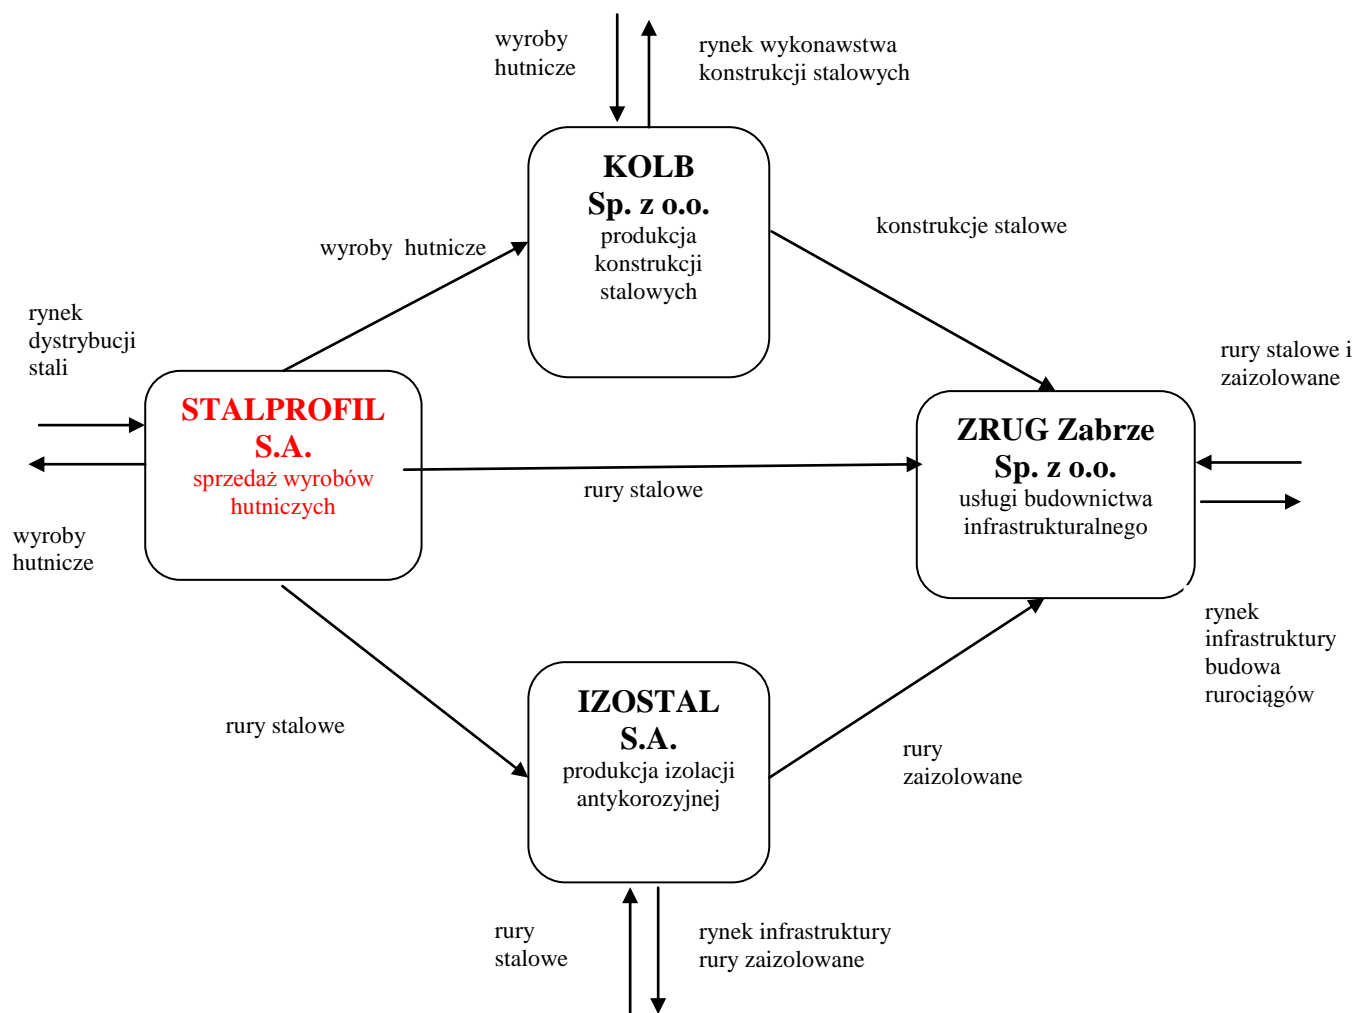 wyroby
hutnicze
rynek wykonawstwa
konstrukcji stalowych
KOLB
Sp. z o.o.
produkcja
konstrukcji
stalowych
wyroby hutnicze
konstrukcje stalowe
rynek
dystrybucji
stali
rury stalowe i
zaizolowane
STALPROFIL
S.A.
sprzedaż wyrobów
hutniczych
ZRUG Zabrze
Sp. z o.o.
usługi budownictwa
infrastrukturalnego
rury stalowe
wyroby
hutnicze
rynek
infrastruktury
budowa
rurociągów
IZOSTAL
S.A.
produkcja izolacji
antykorozyjnej
rury stalowe
rury
zaizolowane
rury
stalowe
rynek infrastruktury
rury zaizolowane